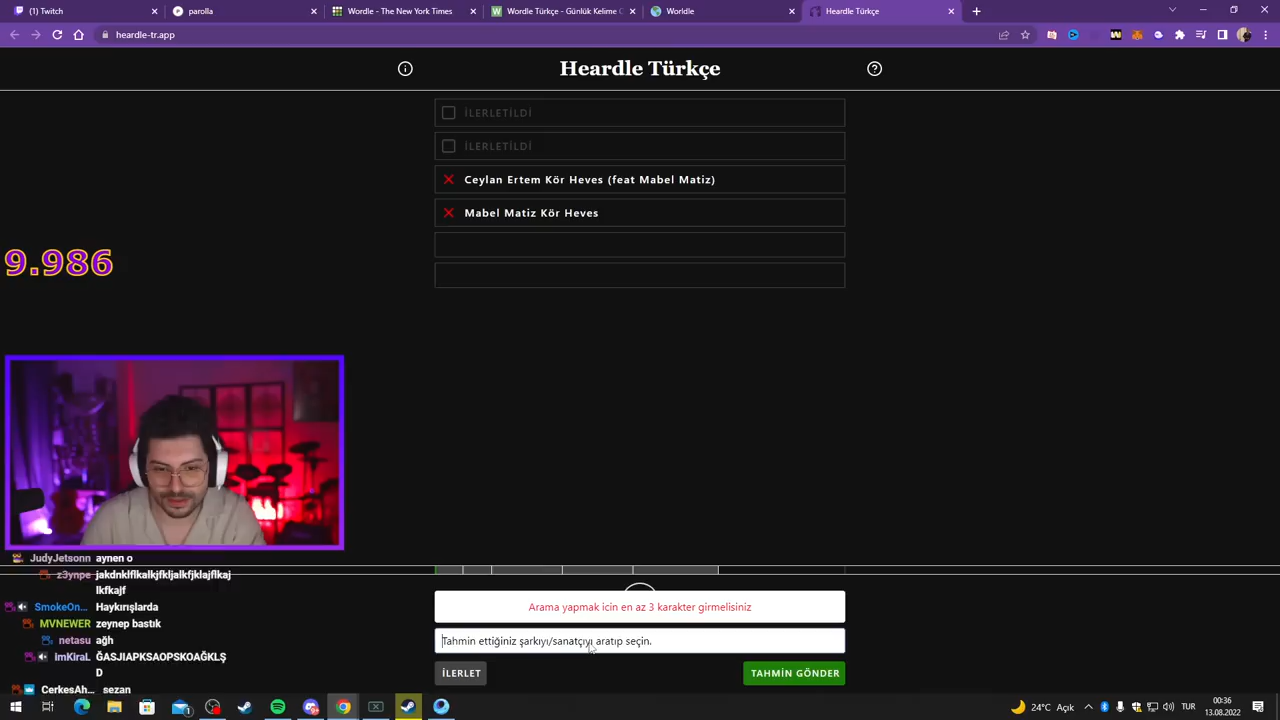 (1) Twitch
parolla
Wordle - The New York Times
Wordle Türkçe - Günlük Kelime O
Worldle
Heardle Türkçe
heardle-tr.app
Heardle Türkçe
İLERLETİLDİ
İLERLETİLDİ
Ceylan Ertem Kör Heves (feat Mabel Matiz)
Mabel Matiz Kör Heves
9.986
JudyJetsonn aynen o
z3ynpe jakdnklflkalkjfkljalkfjklajflkaj
lkfkajf
SmokeOn... Haykırışlarda
MVNEWER zeynep bastık
netasu ağh
imKiraL ĞASJIAPKSAOPSKOAĞKLŞ
D
CerkesAh... sezan
Arama yapmak icin en az 3 karakter girmelisiniz
Tahmin ettiğiniz şarkıyı/sanatçıyı aratıp seçin.
İLERLET
TAHMİN GÖNDER
24°C Açık
TUR
00:36
13.08.2022